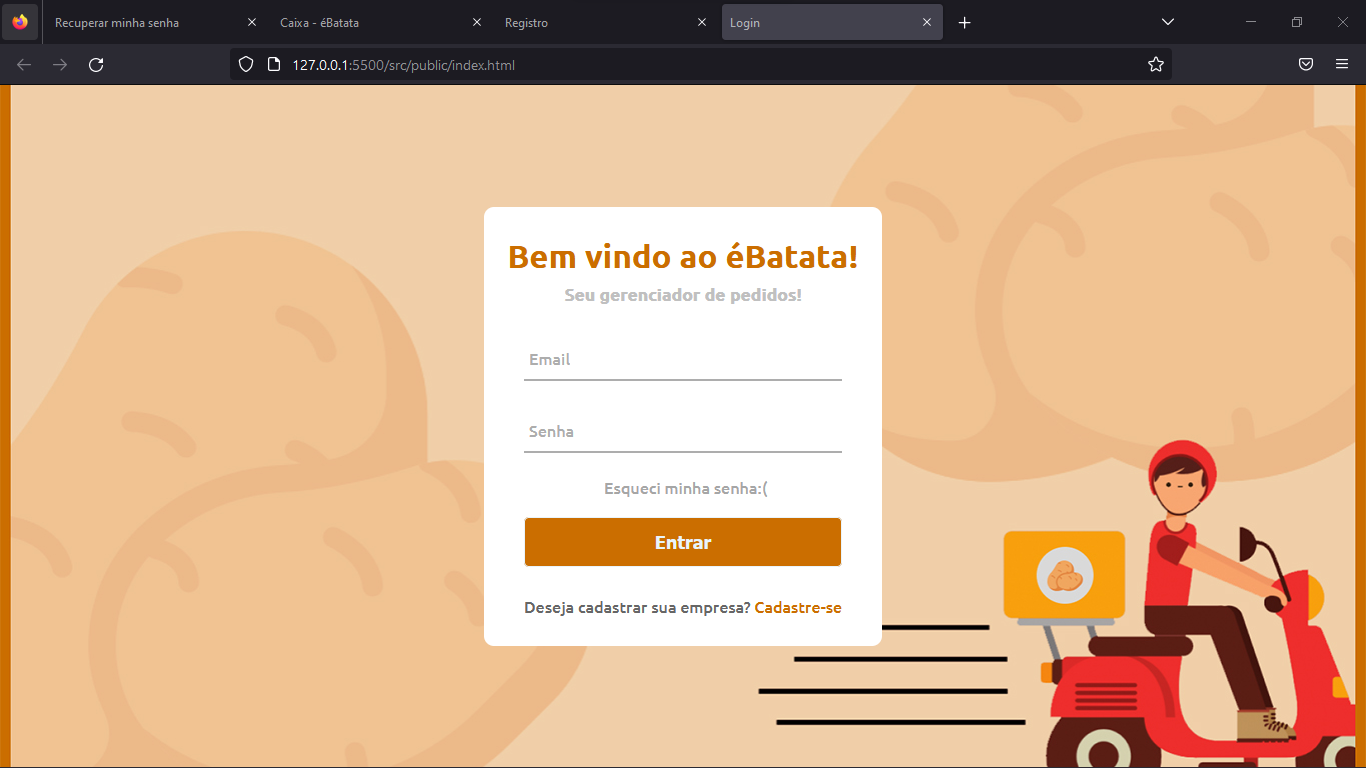 Recuperar minha senha
Caixa - éBatata
Registro
Login
127.0.0.1:5500/src/public/index.html
Bem vindo ao éBatata!
Seu gerenciador de pedidos!
Email
Senha
Esqueci minha senha:(
Entrar
Deseja cadastrar sua empresa? Cadastre-se